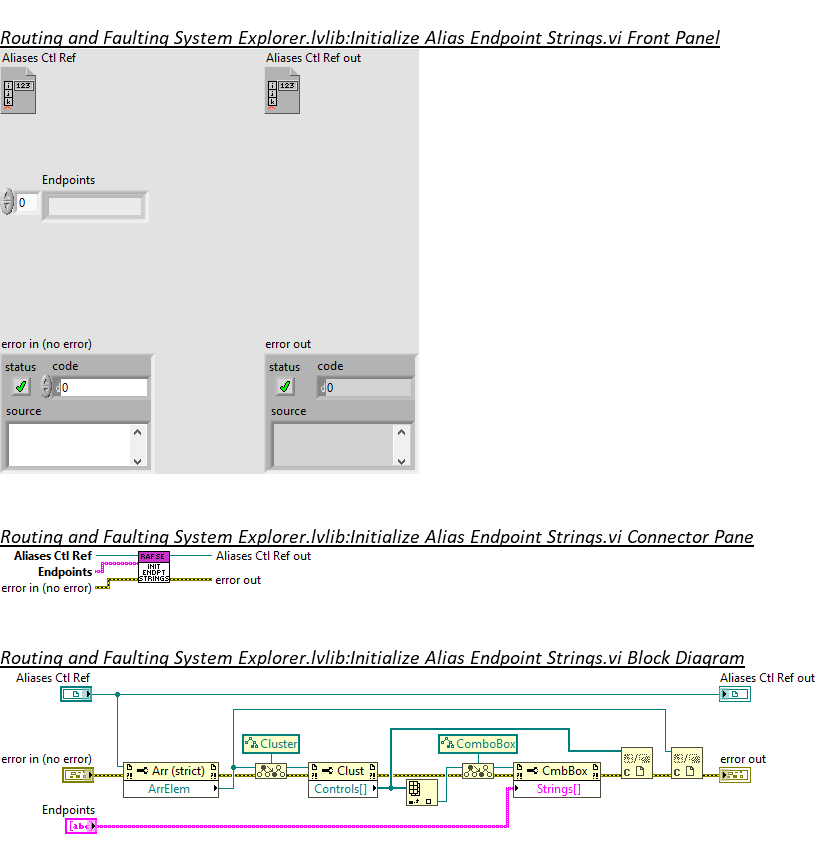 Routing and Faulting System Explorer.lvlib:Initialize Alias Endpoint Strings.vi Front Panel
Aliases Ctl Ref
Aliases Ctl Ref out
i
j
k
123
i
j
k
123
Endpoints
0
error in (no error)
error out
status code
status code
d 0
d 0
source
source
Routing and Faulting System Explorer.lvlib:Initialize Alias Endpoint Strings.vi Connector Pane
Aliases Ctl Ref
RAF SE
Aliases Ctl Ref out
Endpoints
INIT
ENDPT
STRINGS
error in (no error)
error out
Routing and Faulting System Explorer.lvlib:Initialize Alias Endpoint Strings.vi Block Diagram
Aliases Ctl Ref
Aliases Ctl Ref out
Cluster
ComboBox
error in (no error)
Arr (strict)
Clust
CmbBox
C
C
error out
ArrElem
Controls[]
Strings[]
Endpoints
[abc]